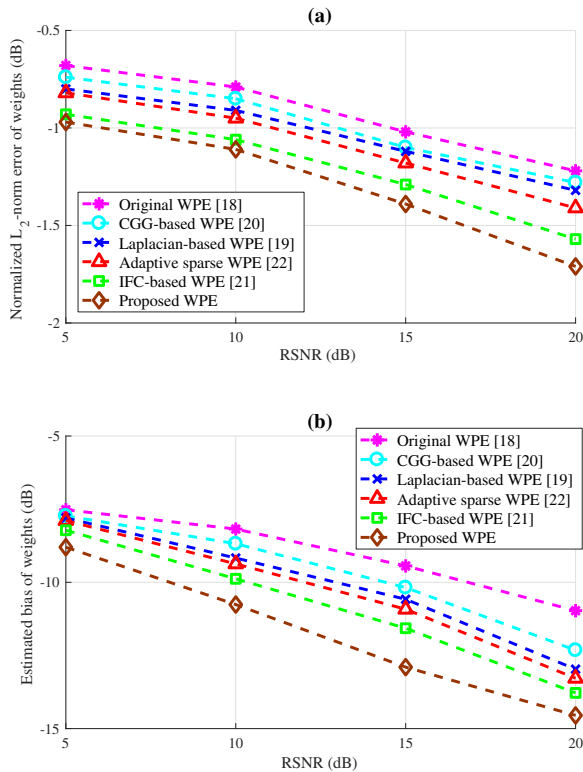 (a)
-0.5
-1
-1.5
-2
Normalized L2-norm error of weights (dB)
Original WPE [18]
CGG-based WPE [20]
Laplacian-based WPE [19]
Adaptive sparse WPE [22]
IFC-based WPE [21]
Proposed WPE
5 10 15 20
RSNR (dB)
(b)
-5
-10
-15
Estimated bias of weights (dB)
Original WPE [18]
CGG-based WPE [20]
Laplacian-based WPE [19]
Adaptive sparse WPE [22]
IFC-based WPE [21]
Proposed WPE
5 10 15 20
RSNR (dB)